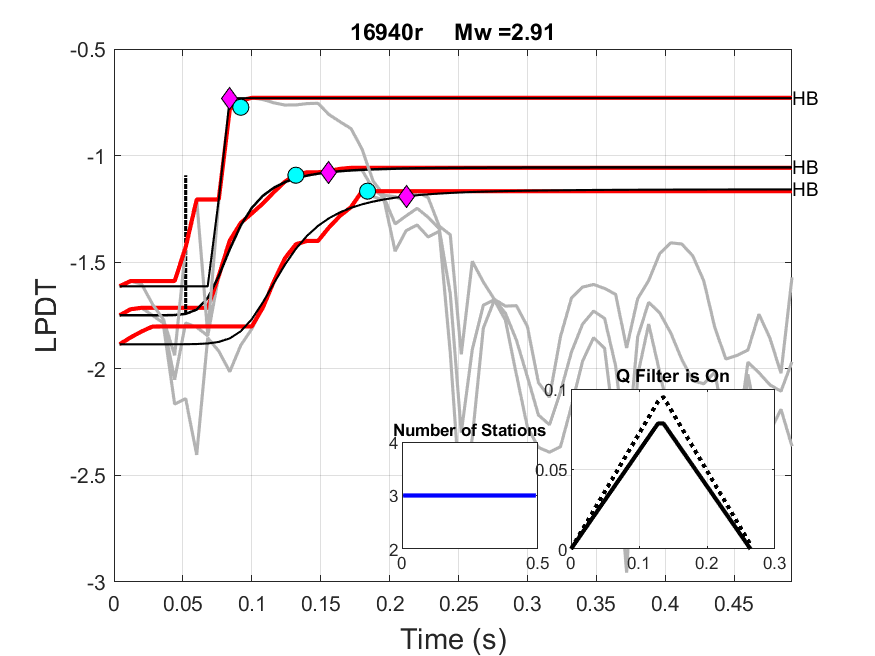 16940r Mw =2.91
LPDT
-0.5
-1
-1.5
-2
-2.5
-3
HB
HB
HB
Number of Stations
4
3
2
0 0.5
Q Filter is On
0.1
0.05
0
0 0.1 0.2 0.3
0 0.05 0.1 0.15 0.2 0.25 0.3 0.35 0.4 0.45
Time (s)